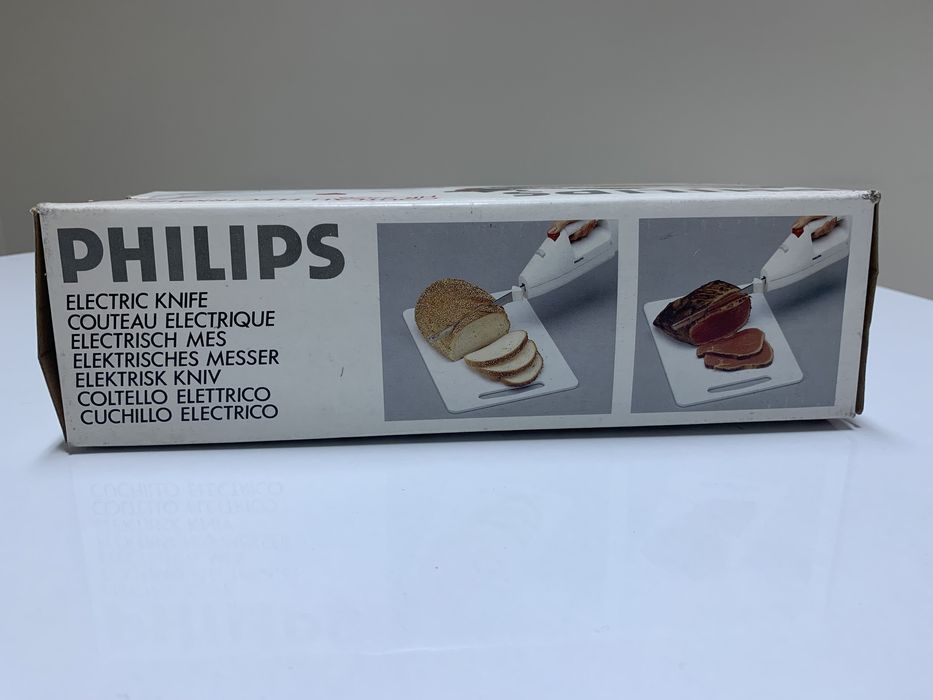 PHILIPS
ELECTRIC KNIFE
COUTEAU ELECTRIQUE
ELECTRISCH MES
ELEKTRISCHES MESSER
ELEKTRISK KNIV
COLTELLO ELETTRICO
CUCHILLO ELECTRICO